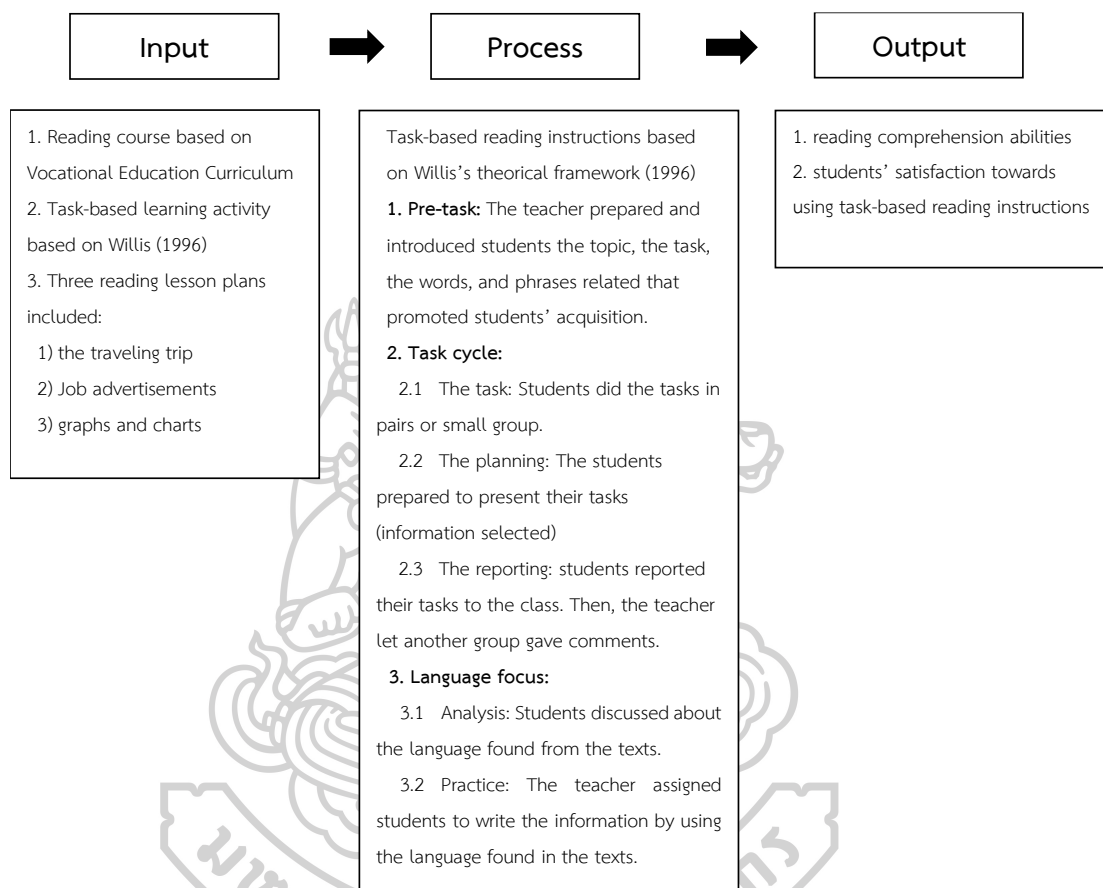 Input
Process
Output
1. Reading course based on
Vocational Education Curriculum
2. Task-based learning activity
based on Willis (1996)
3. Three reading lesson plans
included:
1) the traveling trip
2) Job advertisements
3) graphs and charts
Task-based reading instructions based
on Willis’s theorical framework (1996)
1. Pre-task: The teacher prepared and
introduced students the topic, the task,
the words, and phrases related that
promoted students’ acquisition.
2. Task cycle:
2.1 The task: Students did the tasks in
pairs or small group.
2.2 The planning: The students
prepared to present their tasks
(information selected)
2.3 The reporting: students reported
their tasks to the class. Then, the teacher
let another group gave comments.
3. Language focus:
3.1 Analysis: Students discussed about
the language found from the texts.
3.2 Practice: The teacher assigned
students to write the information by using
the language found in the texts.
1. reading comprehension abilities
2. students’ satisfaction towards
using task-based reading instructions